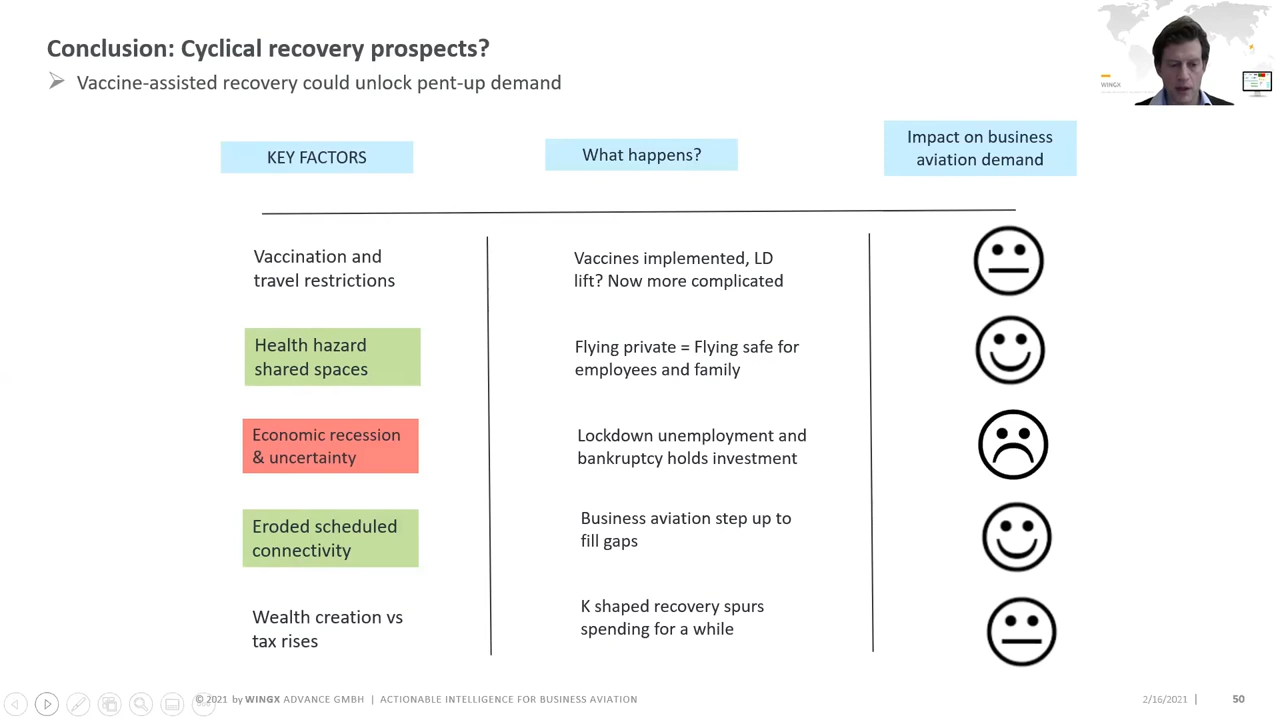 Conclusion: Cyclical recovery prospects?
Vaccine-assisted recovery could unlock pent-up demand
WINGX
KEY FACTORS
What happens?
Impact on business
aviation demand
Vaccination and
travel restrictions
Vaccines implemented, LD
lift? Now more complicated
Health hazard
shared spaces
Flying private = Flying safe for
employees and family
Economic recession
& uncertainty
Lockdown unemployment and
bankruptcy holds investment
Eroded scheduled
connectivity
Business aviation step up to
fill gaps
Wealth creation vs
tax rises
K shaped recovery spurs
spending for a while
© 2021 by WINGX ADVANCE GMBH | ACTIONABLE INTELLIGENCE FOR BUSINESS AVIATION
2/16/2021 | 50